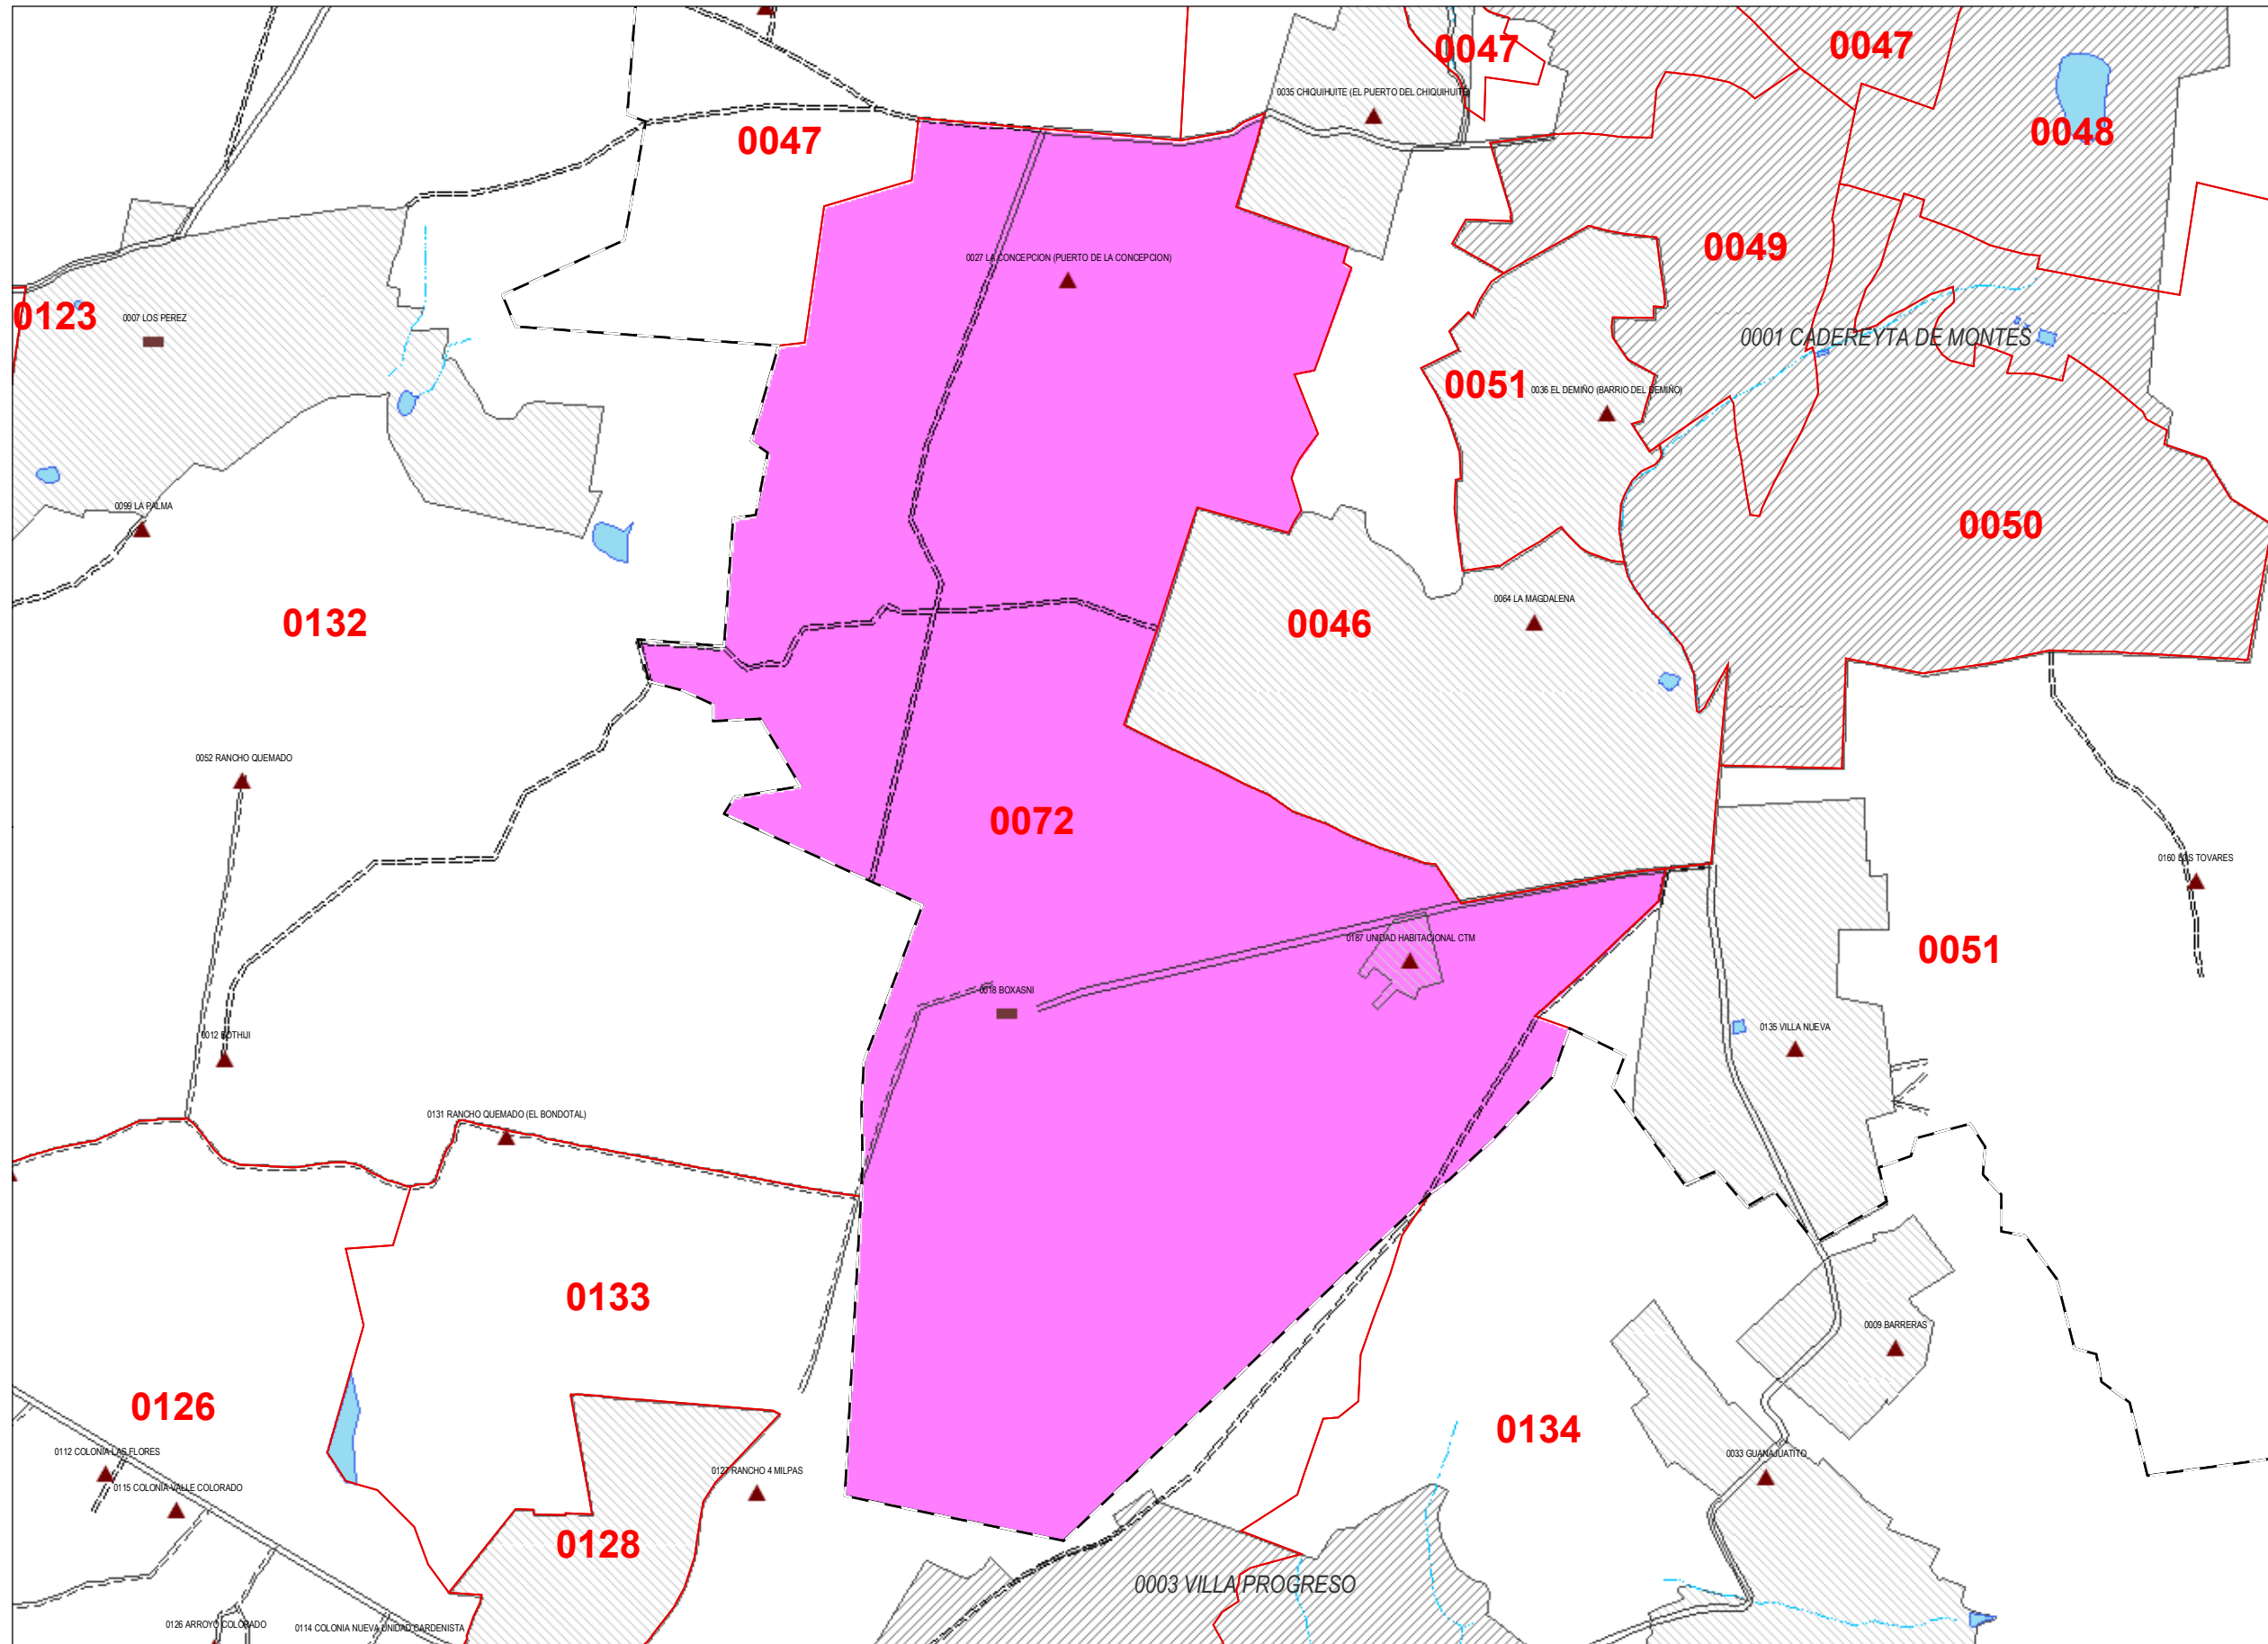 0047
0047
0035 CHIQUIHUITE (EL PUERTO DEL CHIQUIHUITE)
0048
0047
0049
0027 LA CONCEPCION (PUERTO DE LA CONCEPCION)
0123
0007 LOS PEREZ
0001 CADEREYTA DE MONTES
0051
0036 EL DEMIÑO (BARRIO DEL DEMIÑO)
0099 LA PALMA
0050
0132
0046
0064 LA MAGDALENA
0052 RANCHO QUEMADO
0072
0160 LOS TOVARES
0187 UNIDAD HABITACIONAL CTM
0051
0018 BOXASNI
0012 BOTHIJI
0135 VILLA NUEVA
0131 RANCHO QUEMADO (EL BONDOTAL)
0133
0009 BARRERAS
0126
0134
0112 COLONIA LAS FLORES
0033 GUANAJUATITO
0127 RANCHO 4 MILPAS
0115 COLONIA VALLE COLORADO
0128
0003 VILLA PROGRESO
0126 ARROYO COLORADO
0114 COLONIA NUEVA UNIDAD CARDENISTA